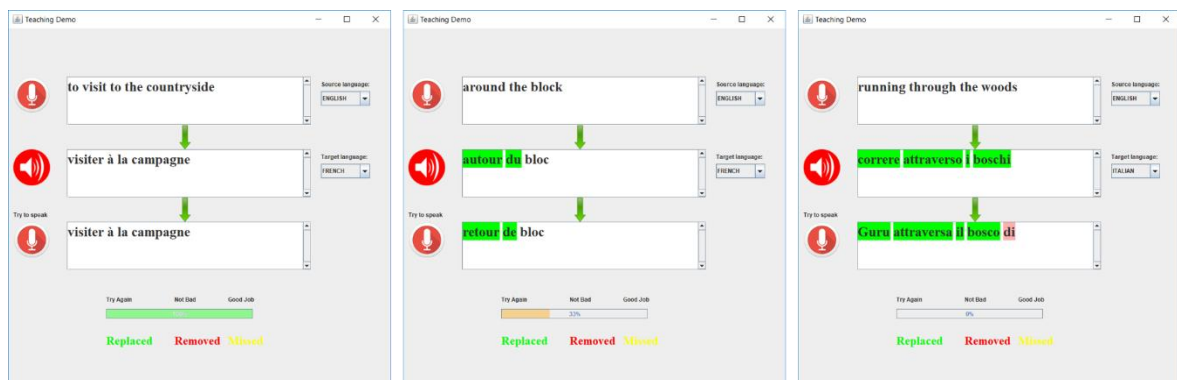 Teaching Demo
to visit to the countryside
Source language:
ENGLISH
visiter à la campagne
Target language:
FRENCH
Try to speak
visiter à la campagne
Try Again Not Bad Good Job
Replaced Removed Missed
Teaching Demo
around the block
Source language:
ENGLISH
autour du bloc
Target language:
FRENCH
Try to speak
retour de bloc
Try Again Not Bad Good Job
33%
Replaced Removed Missed
Teaching Demo
running through the woods
Source language:
ENGLISH
correre attraverso i boschi
Target language:
ITALIAN
Try to speak
Guru attraversa il bosco di
Try Again Not Bad Good Job
0%
Replaced Removed Missed